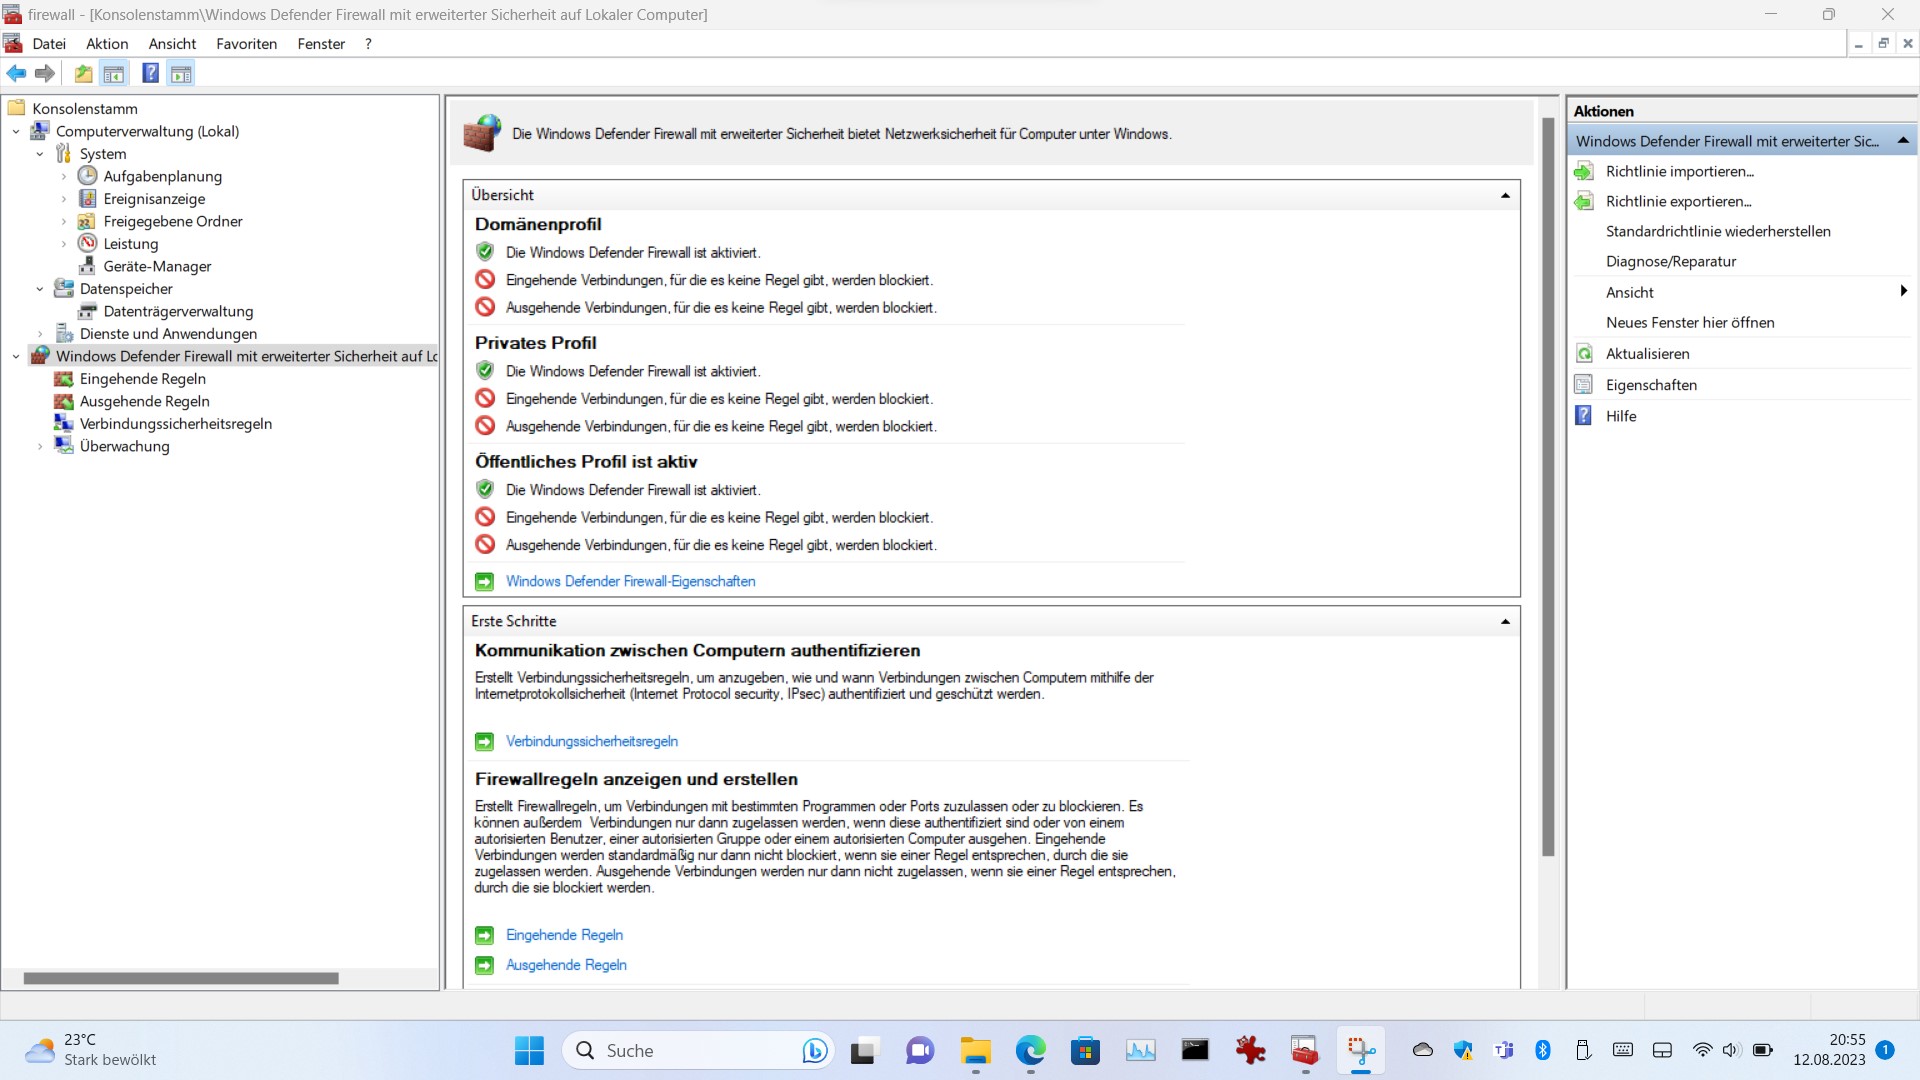 firewall - [Konsolenstamm\Windows Defender Firewall mit erweiterter Sicherheit auf Lokaler Computer]
Datei Aktion Ansicht Favoriten Fenster ?
Konsolenstamm
Computerverwaltung (Lokal)
System
Aufgabenplanung
Ereignisanzeige
Freigegebene Ordner
Leistung
Geräte-Manager
Datenspeicher
Datenträgerverwaltung
Dienste und Anwendungen
Windows Defender Firewall mit erweiterter Sicherheit auf Lo
Eingehende Regeln
Ausgehende Regeln
Verbindungssicherheitsregeln
Überwachung
Die Windows Defender Firewall mit erweiterter Sicherheit bietet Netzwerksicherheit für Computer unter Windows.
Übersicht
Domänenprofil
Die Windows Defender Firewall ist aktiviert.
Eingehende Verbindungen, für die es keine Regel gibt, werden blockiert.
Ausgehende Verbindungen, für die es keine Regel gibt, werden blockiert.
Privates Profil
Die Windows Defender Firewall ist aktiviert.
Eingehende Verbindungen, für die es keine Regel gibt, werden blockiert.
Ausgehende Verbindungen, für die es keine Regel gibt, werden blockiert.
Öffentliches Profil ist aktiv
Die Windows Defender Firewall ist aktiviert.
Eingehende Verbindungen, für die es keine Regel gibt, werden blockiert.
Ausgehende Verbindungen, für die es keine Regel gibt, werden blockiert.
Windows Defender Firewall-Eigenschaften
Erste Schritte
Kommunikation zwischen Computern authentifizieren
Erstellt Verbindungssicherheitsregeln, um anzugeben, wie und wann Verbindungen zwischen Computern mithilfe der
Internetprotokollsicherheit (Internet Protocol security, IPsec) authentifiziert und geschützt werden.
Verbindungssicherheitsregeln
Firewallregeln anzeigen und erstellen
Erstellt Firewallregeln, um Verbindungen mit bestimmten Programmen oder Ports zuzulassen oder zu blockieren. Es
können außerdem Verbindungen nur dann zugelassen werden, wenn diese authentifiziert sind oder von einem
autorisierten Benutzer, einer autorisierten Gruppe oder einem autorisierten Computer ausgehen. Eingehende
Verbindungen werden standardmäßig nur dann nicht blockiert, wenn sie einer Regel entsprechen, durch die sie
zugelassen werden. Ausgehende Verbindungen werden nur dann nicht zugelassen, wenn sie einer Regel entsprechen,
durch die sie blockiert werden.
Eingehende Regeln
Ausgehende Regeln
Aktionen
Windows Defender Firewall mit erweiterter Sic...
Richtlinie importieren...
Richtlinie exportieren...
Standardrichtlinie wiederherstellen
Diagnose/Reparatur
Ansicht
Neues Fenster hier öffnen
Aktualisieren
Eigenschaften
Hilfe
23°C
Stark bewölkt
Suche
20:55
12.08.2023
1